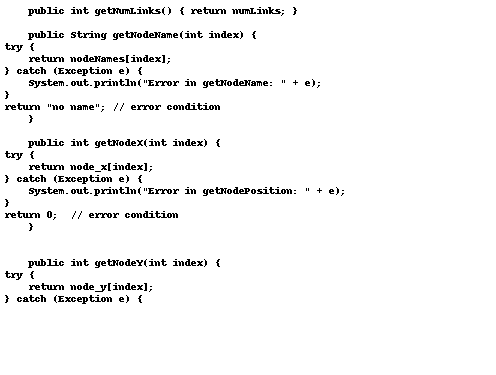 public int getNumLinks() { return numLinks; }
public String getNodeName(int index) {
try {
return nodeNames[index];
} catch (Exception e) {
System.out.println("Error in getNodeName: " + e);
}
return "no name"; // error condition
}
public int getNodeX(int index) {
try {
return node_x[index];
} catch (Exception e) {
System.out.println("Error in getNodePosition: " + e);
}
return 0;  // error condition
}
public int getNodeY(int index) {
try {
return node_y[index];
} catch (Exception e) {